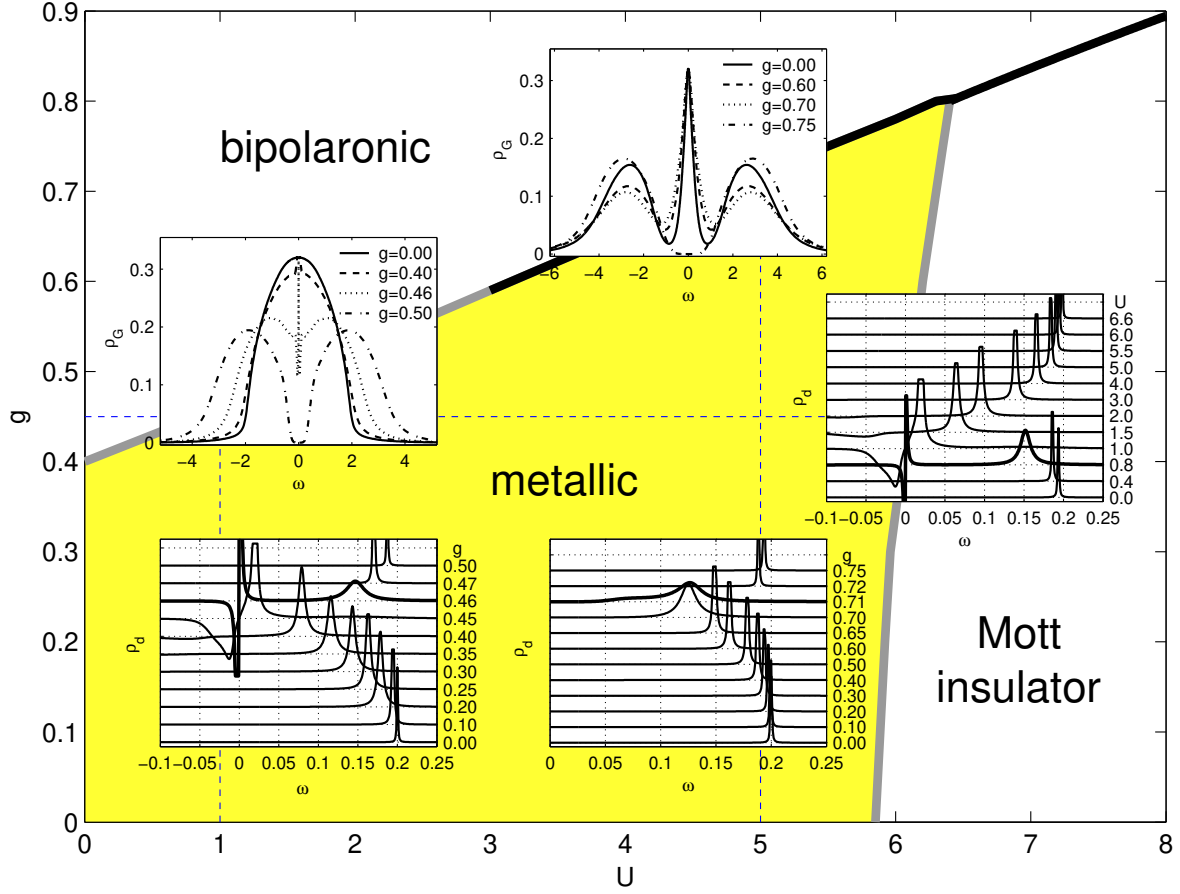 0.9
0.8
0.7
0.6
0.5
0.4
0.3
0.2
0.1
0
g
0 1 2 3 4 5 6 7 8
U
bipolaronic
metallic
Mott
insulator
g=0.00
g=0.60
g=0.70
g=0.75
0.3
0.2
0.1
0
ρG
−6 −4 −2 0 2 4 6
ω
g=0.00
g=0.40
g=0.46
g=0.50
0.3
0.2
0.1
0
ρG
−4 −2 0 2 4
ω
U
6.6
6.0
5.5
5.0
4.0
3.0
2.0
1.5
1.0
0.8
0.4
0.0
ρd
−0.1 −0.05 0 0.05 0.1 0.15 0.2 0.25
ω
g
0.50
0.47
0.46
0.45
0.40
0.35
0.30
0.25
0.20
0.10
0.00
ρd
−0.1 −0.05 0 0.05 0.1 0.15 0.2 0.25
ω
g
0.75
0.72
0.71
0.70
0.65
0.60
0.50
0.40
0.30
0.20
0.10
0.00
ρd
0 0.05 0.1 0.15 0.2 0.25
ω